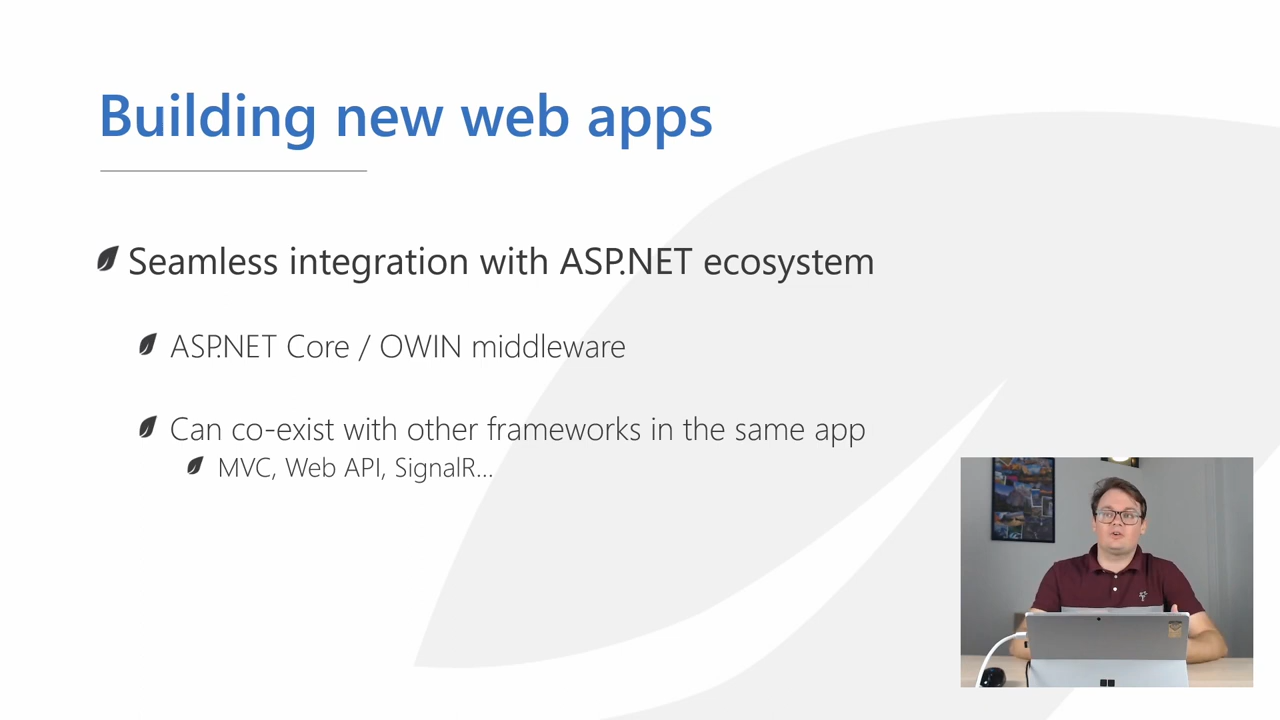 Building new web apps
Seamless integration with ASP.NET ecosystem
ASP.NET Core / OWIN middleware
Can co-exist with other frameworks in the same app
MVC, Web API, SignalR...